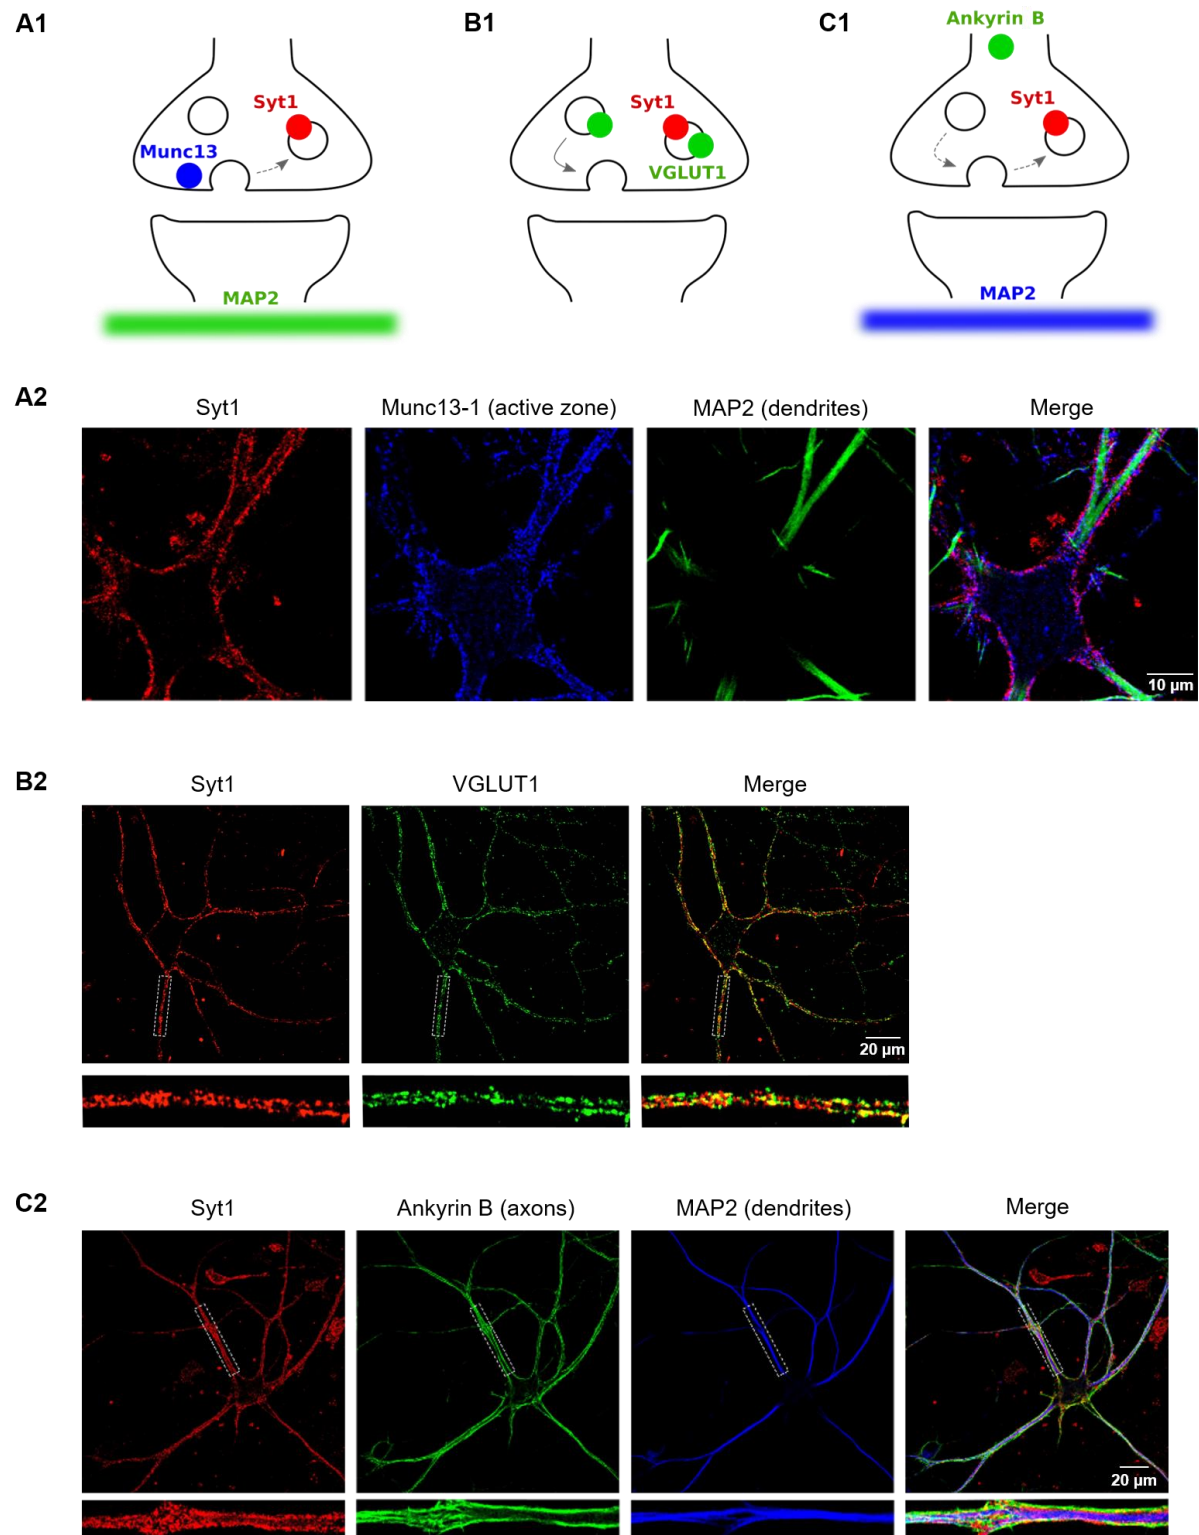 A1
B1
C1
Ankyrin B
Syt1
Munc13
MAP2
Syt1
VGLUT1
Syt1
MAP2
A2
Syt1
Munc13-1 (active zone)
MAP2 (dendrites)
Merge
10 µm
B2
Syt1
VGLUT1
Merge
20 µm
C2
Syt1
Ankyrin B (axons)
MAP2 (dendrites)
Merge
20 µm